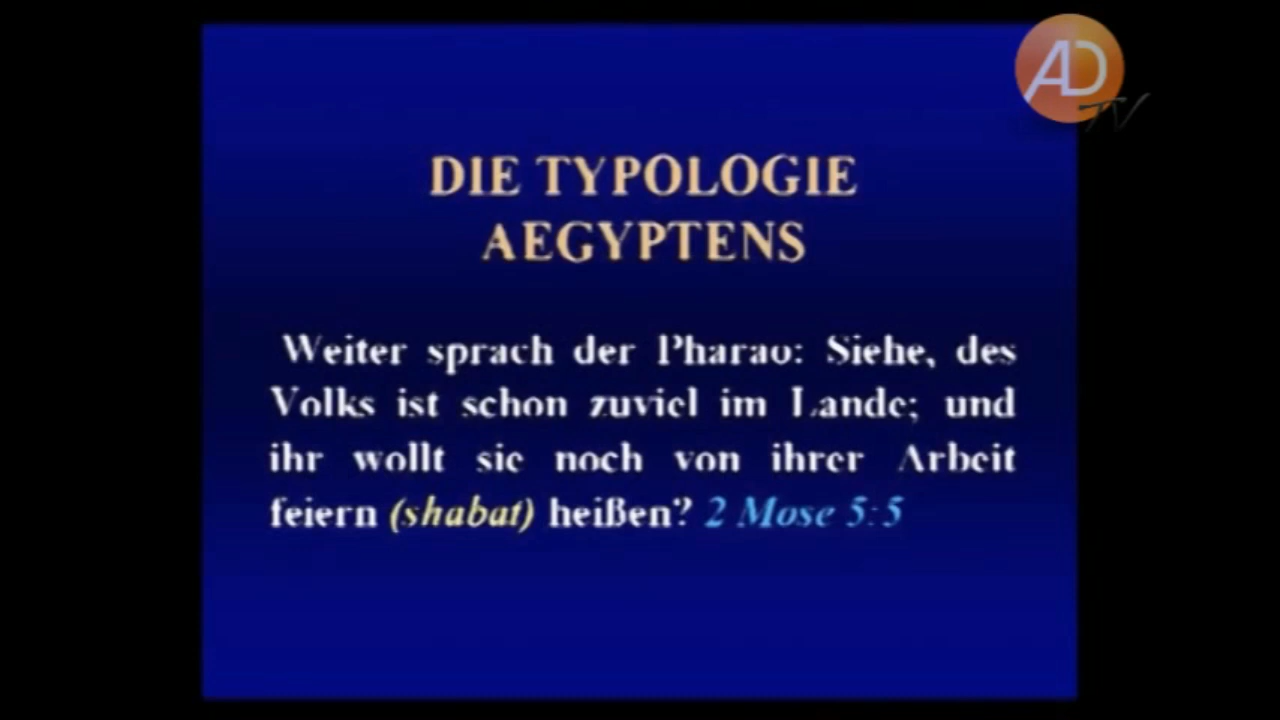 AD
TV
DIE TYPOLOGIE
AEGYPTENS
Weiter sprach der Pharao: Siehe, des
Volks ist schon zuviel im Lande; und
ihr wollt sie noch von ihrer Arbeit
feiern (shabat) heißen? 2 Mose 5:5